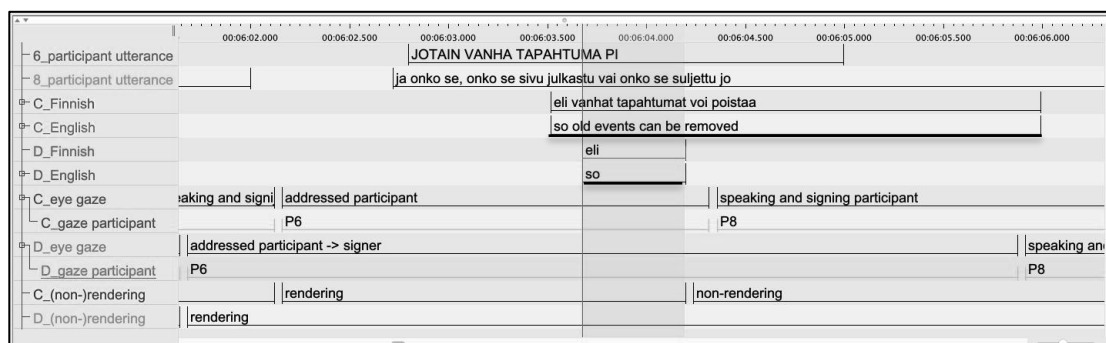 00:06:02.000 00:06:02.500 00:06:03.000 00:06:03.500 00:06:04.000 00:06:04.500 00:06:05.000 00:06:05.500 00:06:06.000
6_participant utterance JOTAIN VANHA TAPAHTUMA PI
8_participant utterance ja onko se, onko se sivu julkastu vai onko se suljettu jo
C_Finnish eli vanhat tapahtumat voi poistaa
C_English so old events can be removed
D_Finnish eli
D_English so
C_eye gaze aking and signi addressed participant speaking and signing participant
C_gaze participant P6 P8
D_eye gaze addressed participant -> signer speaking an
D_gaze participant P6 P8
C_(non-)rendering rendering non-rendering
D_(non-)rendering rendering